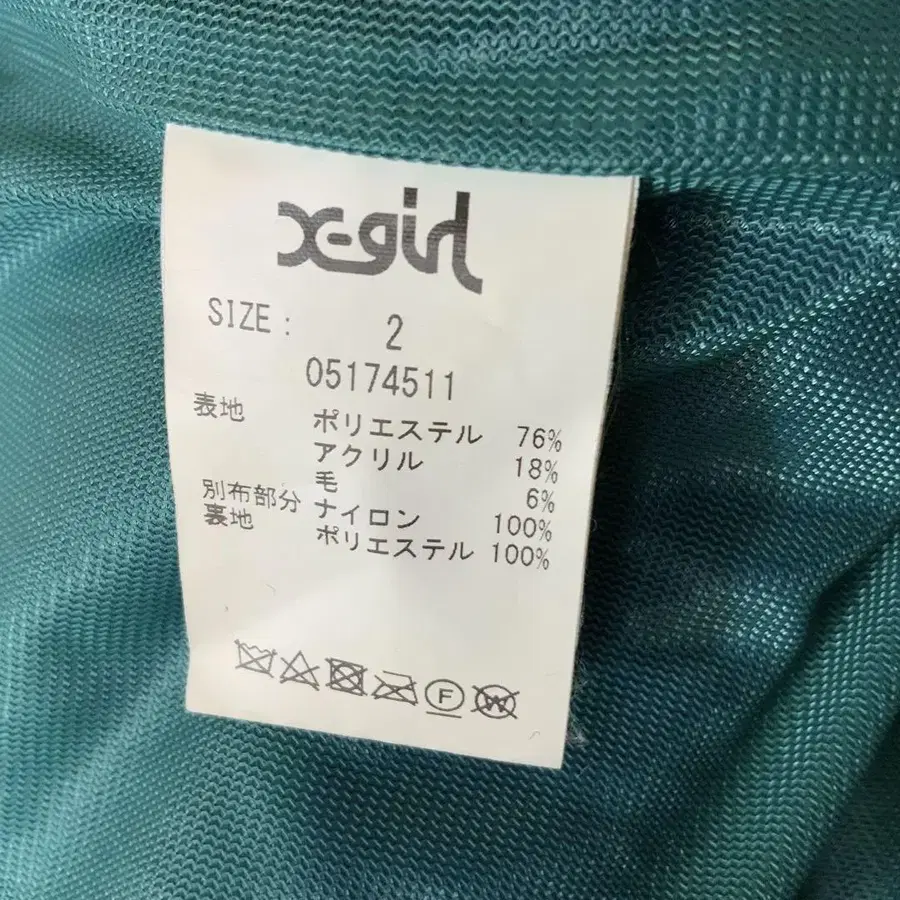 X-girl
SIZE : 2
05174511
表地 ポリエステル 76%
アクリル 18%
毛 6%
別布部分 ナイロン 100%
裏地 ポリエステル 100%
F W